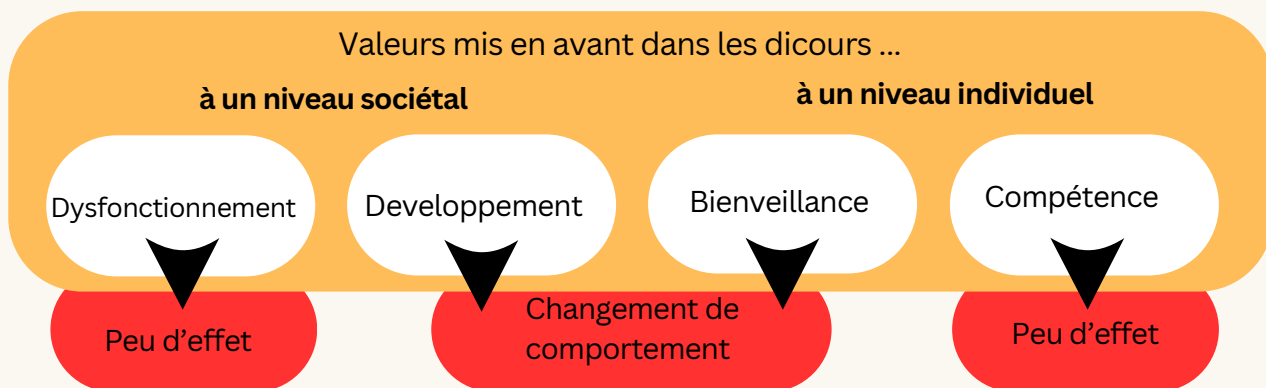 Valeurs mis en avant dans les dicours ...
à un niveau sociétal
à un niveau individuel
Dysfonctionnement
Developpement
Bienveillance
Compétence
Peu d’effet
Changement de
comportement
Peu d’effet